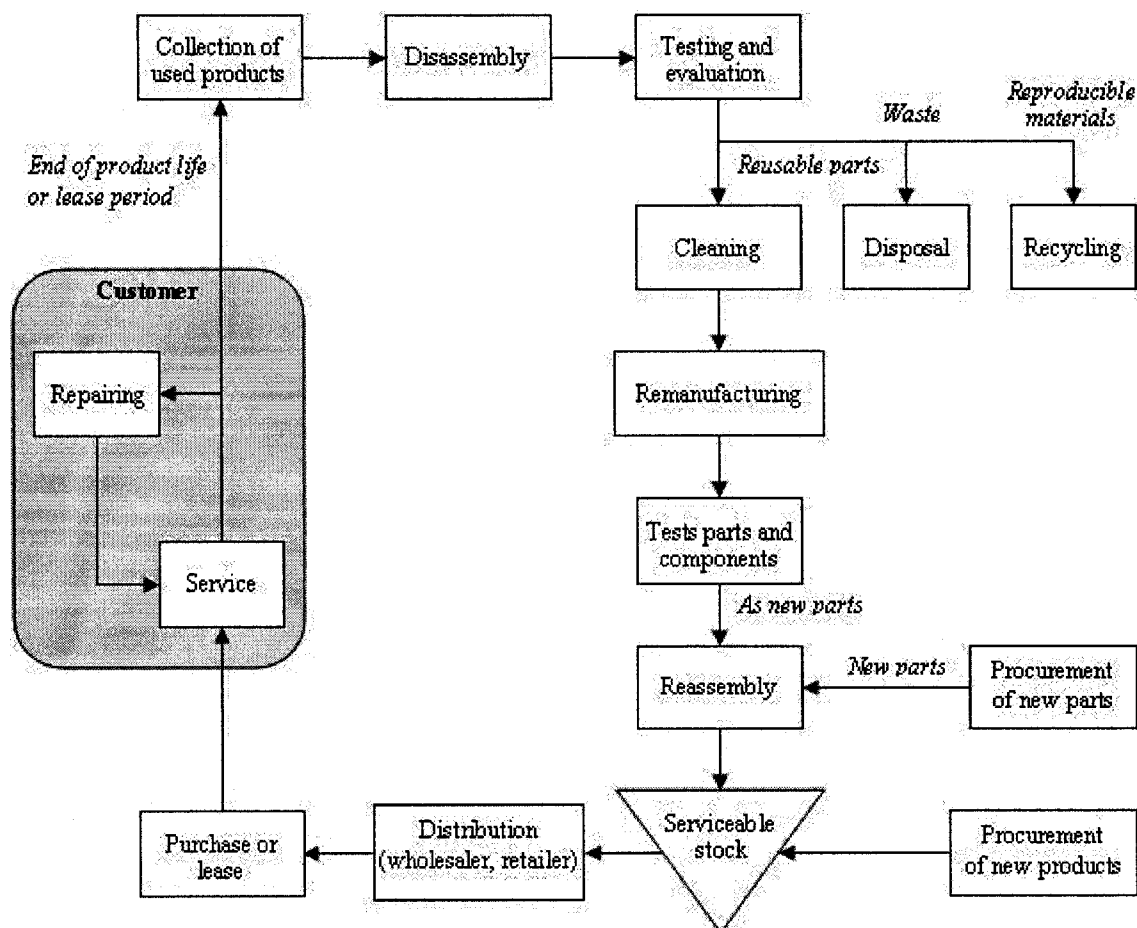 Collection of
used products
Disassembly
Testing and
evaluation
Waste
Reproducible
materials
End of product life
or lease period
Reusable parts
Cleaning
Disposal
Recycling
Customer
Repairing
Remanufacturing
Tests parts and
components
Service
As new parts
Reassembly
New parts
Procurement
of new parts
Serviceable
stock
Distribution
(wholesaler, retailer)
Purchase or
lease
Procurement
of new products